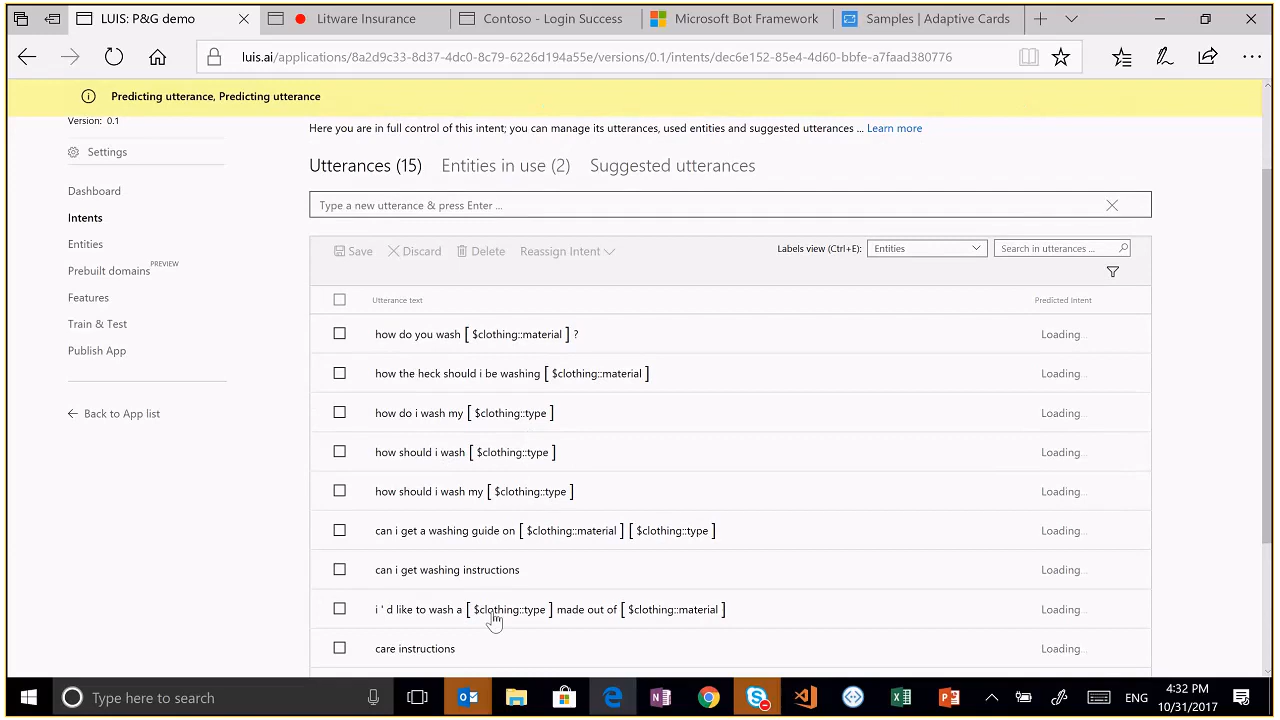 LUIS: P&G demo
Litware Insurance
Contoso - Login Success
Microsoft Bot Framework
Samples | Adaptive Cards
luis.ai/applications/8a2d9c33-8d37-4dc0-8c79-6226d194a55e/versions/0.1/intents/dec6e152-85e4-4d60-bbfe-a7faad380776
Predicting utterance, Predicting utterance
Version: 0.1
Settings
Dashboard
Intents
Entities
Prebuilt domains PREVIEW
Features
Train & Test
Publish App
Back to App list
Here you are in full control of this intent; you can manage its utterances, used entities and suggested utterances ... Learn more
Utterances (15) Entities in use (2) Suggested utterances
Type a new utterance & press Enter ...
Save Discard Delete Reassign Intent Labels view (Ctrl+E): Entities Search in utterances ...
Utterance text Predicted Intent
how do you wash [ $clothing::material ] ? Loading...
how the heck should i be washing [ $clothing::material ] Loading...
how do i wash my [ $clothing::type ] Loading...
how should i wash [ $clothing::type ] Loading...
how should i wash my [ $clothing::type ] Loading...
can i get a washing guide on [ $clothing::material ] [ $clothing::type ] Loading...
can i get washing instructions Loading...
i ' d like to wash a [ $clothing::type ] made out of [ $clothing::material ] Loading...
care instructions Loading...
Type here to search
ENG
4:32 PM
10/31/2017